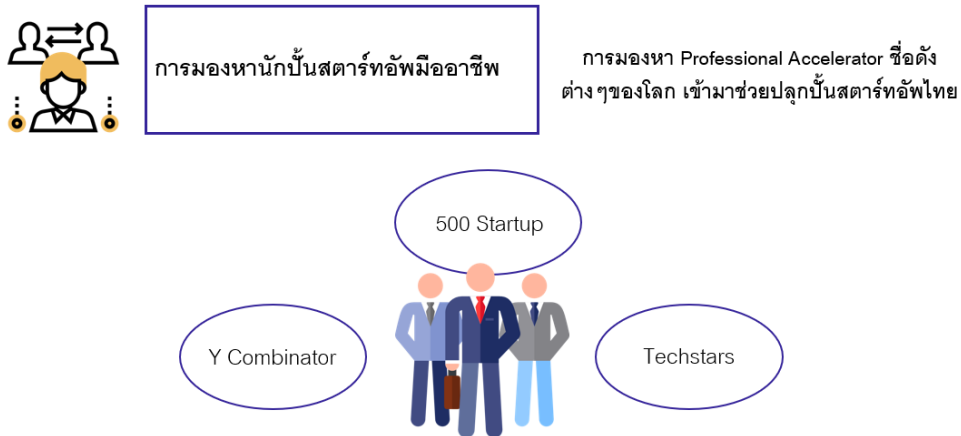 การมองหานักปั้นสตาร์ทอัพมืออาชีพ
การมองหา Professional Accelerator ชื่อดัง
ต่างๆของโลก เข้ามาช่วยปลุกปั้นสตาร์ทอัพไทย
500 Startup
Y Combinator
Techstars